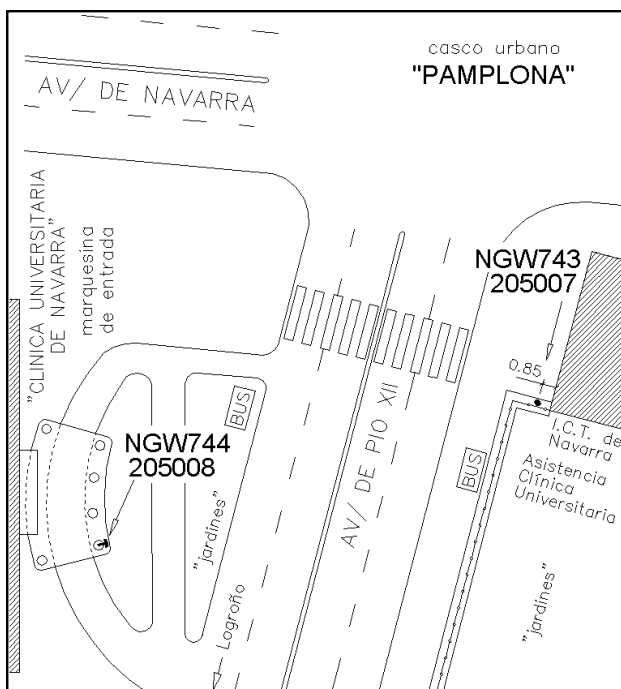 casco urbano
"PAMPLONA"
AV/ DE NAVARRA
"CLINICA UNIVERSITARIA
DE NAVARRA"
marquesina
de entrada
NGW743
205007
0.85
I.C.T. de
Navarra
Asistencia
Clínica
Universitaria
BUS
AV/ DE PIO XII
BUS
NGW744
205008
"jardines"
Logroño
"jardines"